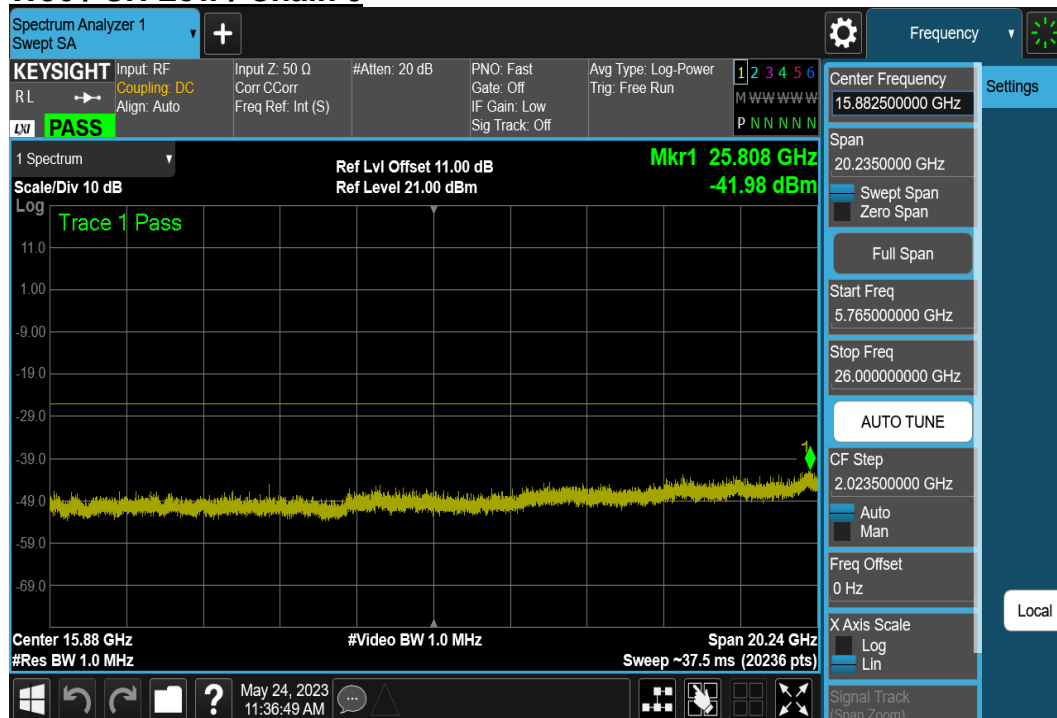 Spectrum Analyzer 1
Swept SA
Frequency
KEYSIGHT
RL
LXI
PASS
Input: RF
Coupling: DC
Align: Auto
Input Z: 50 Ω
Corr CCorr
Freq Ref: Int (S)
#Atten: 20 dB
PNO: Fast
Gate: Off
IF Gain: Low
Sig Track: Off
Avg Type: Log-Power
Trig: Free Run
1 2 3 4 5 6
M W W W W W
P N N N N N
1 Spectrum
Scale/Div 10 dB
Log
Ref Lvl Offset 11.00 dB
Ref Level 21.00 dBm
Mkr1 25.808 GHz
-41.98 dBm
Trace 1 Pass
11.0
1.00
-9.00
-19.0
-29.0
-39.0
-49.0
-59.0
-69.0
1
Center 15.88 GHz
#Res BW 1.0 MHz
#Video BW 1.0 MHz
Span 20.24 GHz
Sweep ~37.5 ms (20236 pts)
Center Frequency
15.882500000 GHz
Span
20.2350000 GHz
Swept Span
Zero Span
Full Span
Start Freq
5.765000000 GHz
Stop Freq
26.000000000 GHz
AUTO TUNE
CF Step
2.023500000 GHz
Auto
Man
Freq Offset
0 Hz
X Axis Scale
Log
Lin
Signal Track
(Span Zoom)
Settings
Local
May 24, 2023
11:36:49 AM